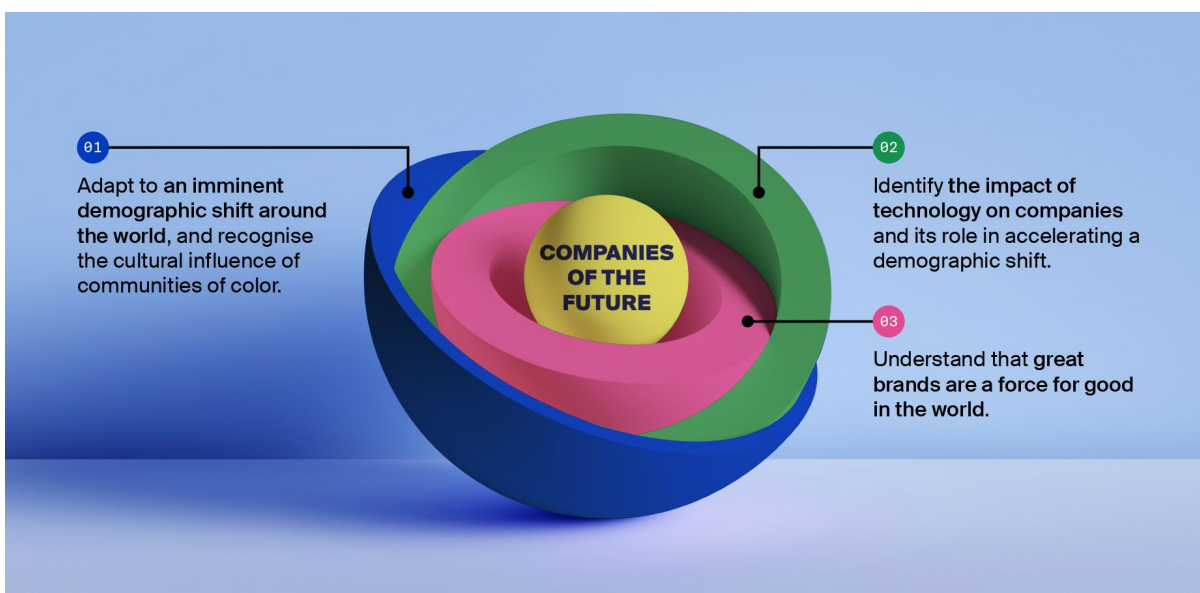 01
Adapt to an imminent
demographic shift around
the world, and recognise
the cultural influence of
communities of color.
COMPANIES
OF THE
FUTURE
02
Identify the impact of
technology on companies
and its role in accelerating a
demographic shift.
03
Understand that great
brands are a force for good
in the world.